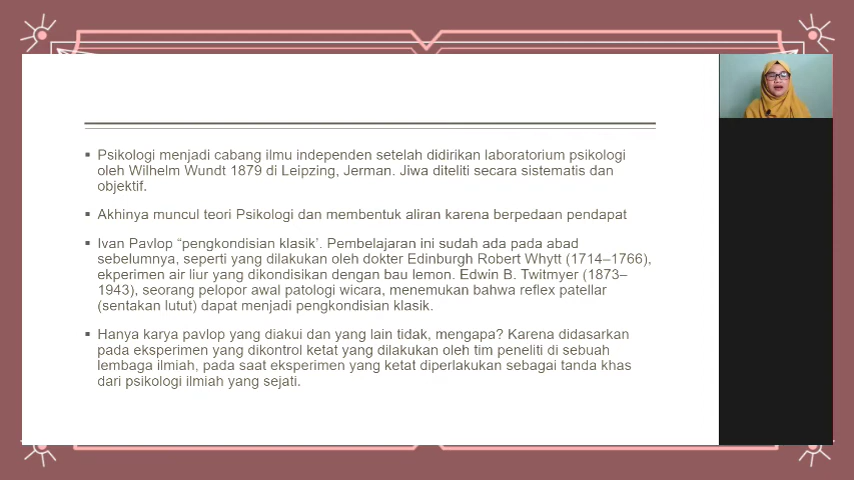 Psikologi menjadi cabang ilmu independen setelah didirikan laboratorium psikologi
oleh Wilhelm Wundt 1879 di Leipzing, Jerman. Jiwa diteliti secara sistematis dan
objektif.
Akhinya muncul teori Psikologi dan membentuk aliran karena berpedaan pendapat
Ivan Pavlop “pengkondisian klasik’. Pembelajaran ini sudah ada pada abad
sebelumnya, seperti yang dilakukan oleh dokter Edinburgh Robert Whytt (1714–1766),
ekperimen air liur yang dikondisikan dengan bau lemon. Edwin B. Twitmyer (1873–
1943), seorang pelopor awal patologi wicara, menemukan bahwa reflex patellar
(sentakan lutut) dapat menjadi pengkondisian klasik.
Hanya karya pavlop yang diakui dan yang lain tidak, mengapa? Karena didasarkan
pada eksperimen yang dikontrol ketat yang dilakukan oleh tim peneliti di sebuah
lembaga ilmiah, pada saat eksperimen yang ketat diperlakukan sebagai tanda khas
dari psikologi ilmiah yang sejati.